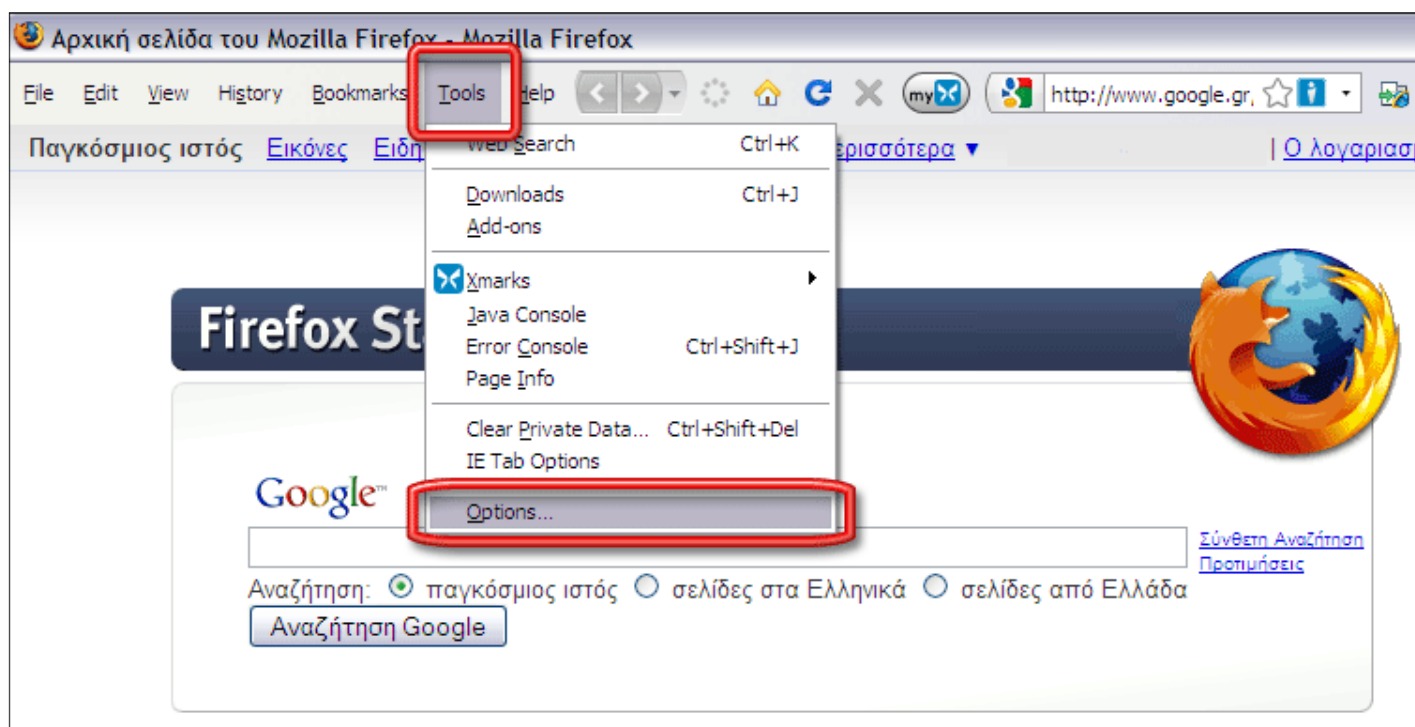 Αρχική σελίδα του Mozilla Firefox - Mozilla Firefox
File Edit View History Bookmarks Tools Help my http://www.google.gr,
Παγκόσμιος ιστός Εικόνες | Ο
Web Search Ctrl+K
Downloads Ctrl+J
Add-ons
Xmarks
Java Console
Error Console Ctrl+Shift+J
Page Info
Clear Private Data... Ctrl+Shift+Del
IE Tab Options
Options...
Firefox
Google™
Σύνθετη Αναζήτηση
Προτιμήσεις
Αναζήτηση: παγκόσμιος ιστός σελίδες στα Ελληνικά σελίδες από Ελλάδα
Αναζήτηση Google